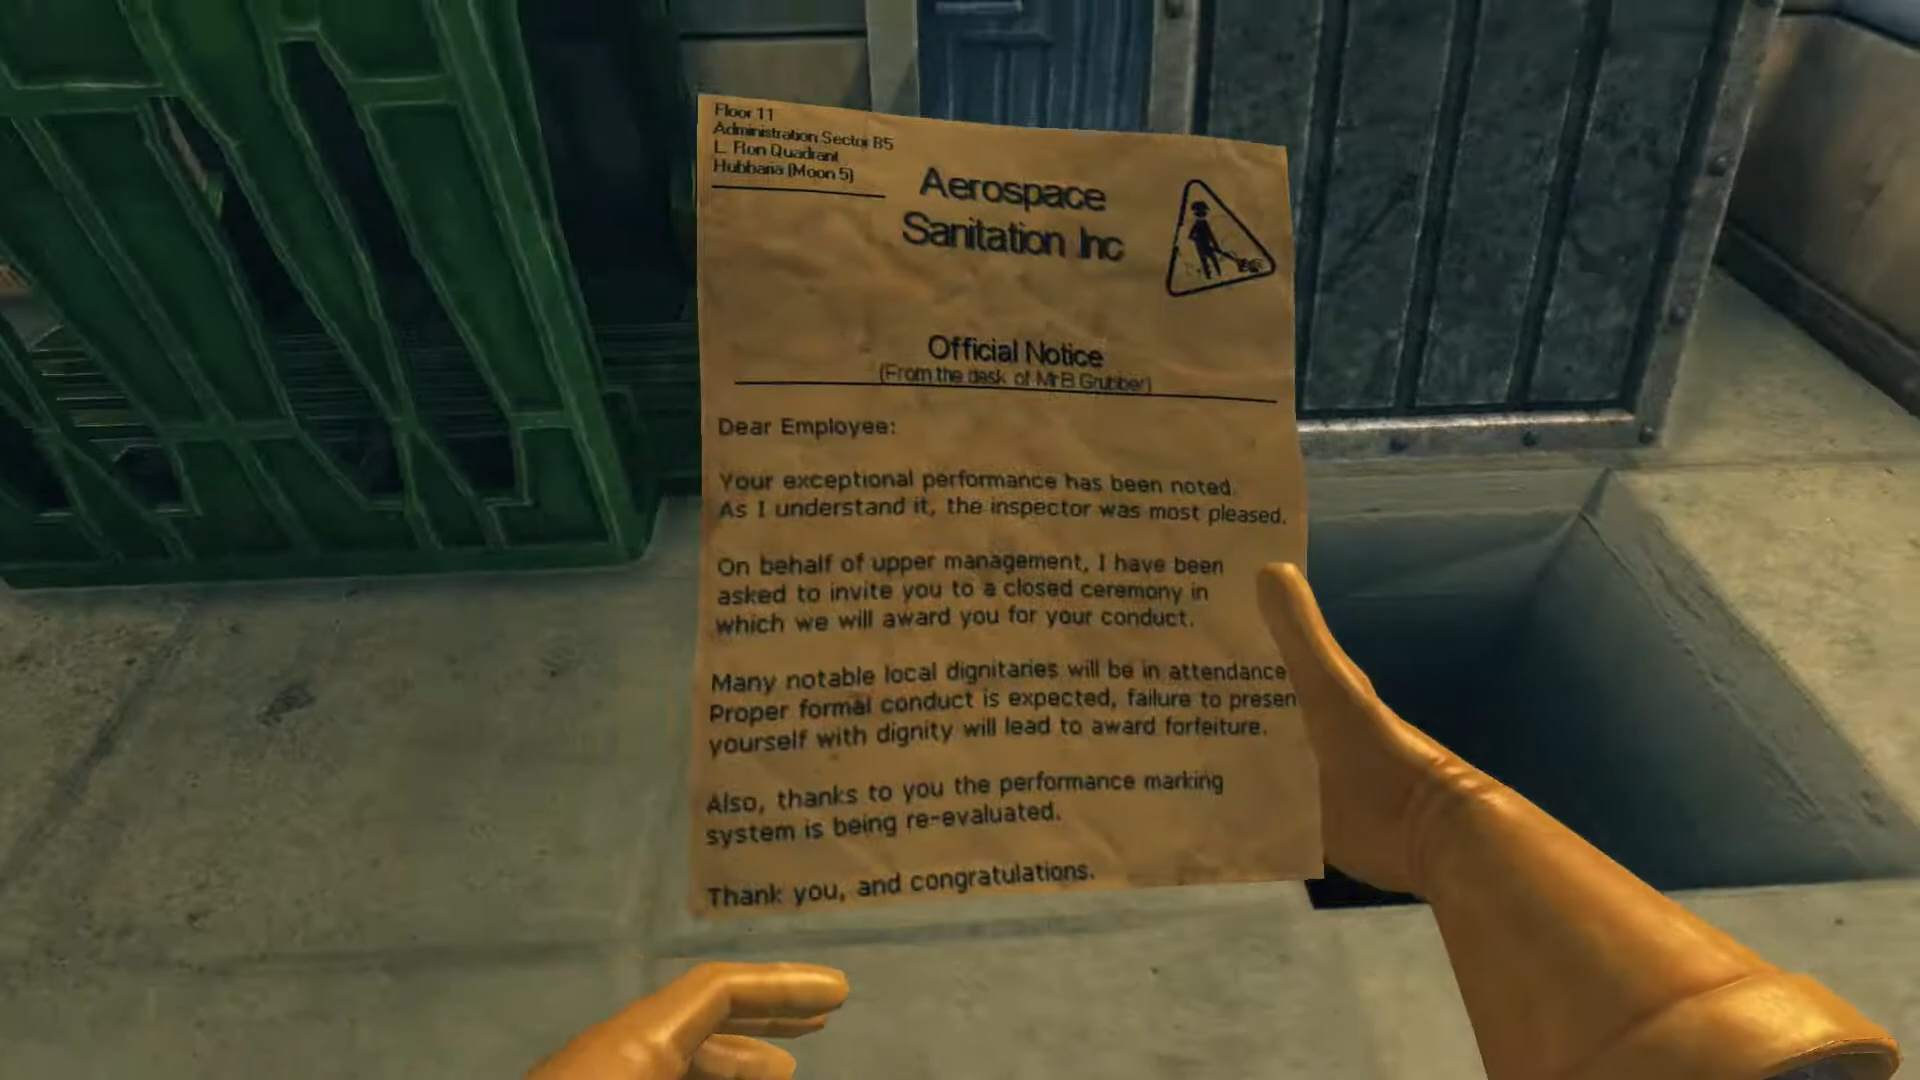 Floor 11
Administration Sector B5
L. Ron Quadrant
Hubbaria (Moon 5)
Aerospace
Sanitation Inc
Official Notice
(From the desk of Mr B.Grubber)
Dear Employee:
Your exceptional performance has been noted.
As I understand it, the inspector was most pleased.
On behalf of upper management, I have been
asked to invite you to a closed ceremony in
which we will award you for your conduct.
Many notable local dignitaries will be in attendance
Proper formal conduct is expected, failure to presen
yourself with dignity will lead to award forfeiture.
Also, thanks to you the performance marking
system is being re-evaluated.
Thank you, and congratulations.